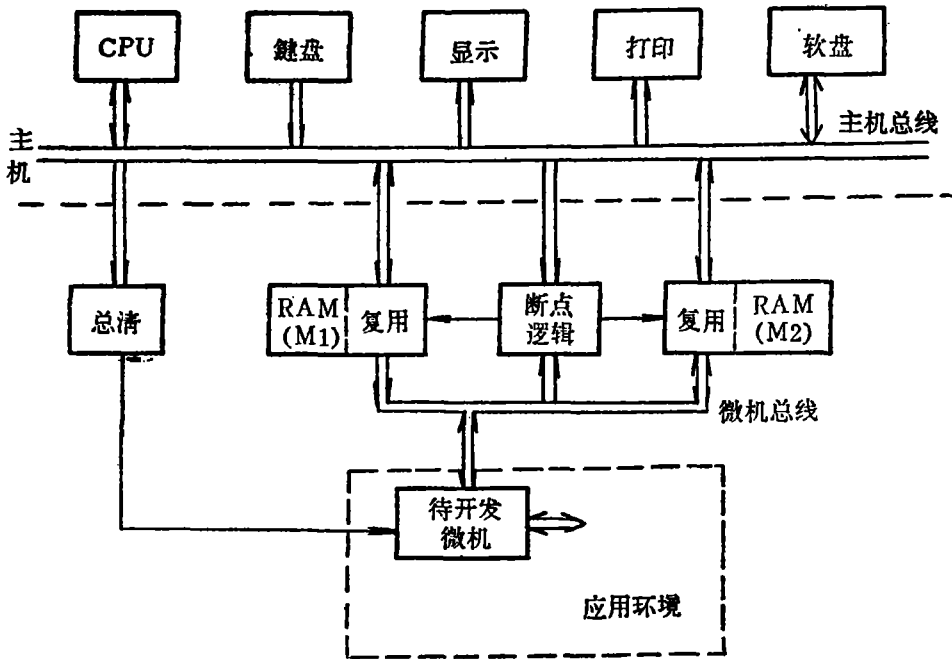 CPU
鍵盘
显示
打印
软盘
主机总线
主
机
总清
RAM
(M1)
复用
断点
逻辑
复用
RAM
(M2)
微机总线
待开发
微机
应用环境